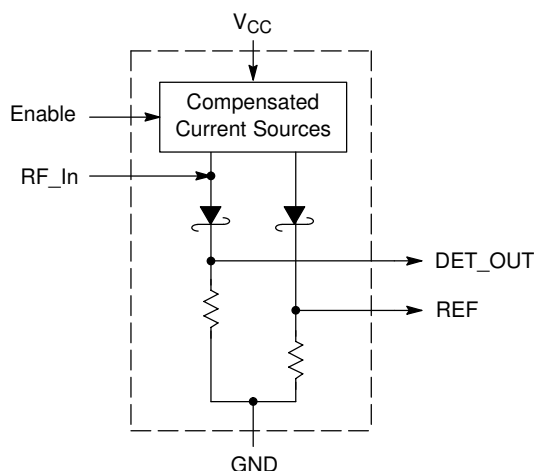 VCC
Enable
Compensated
Current Sources
RF_In
DET_OUT
REF
GND